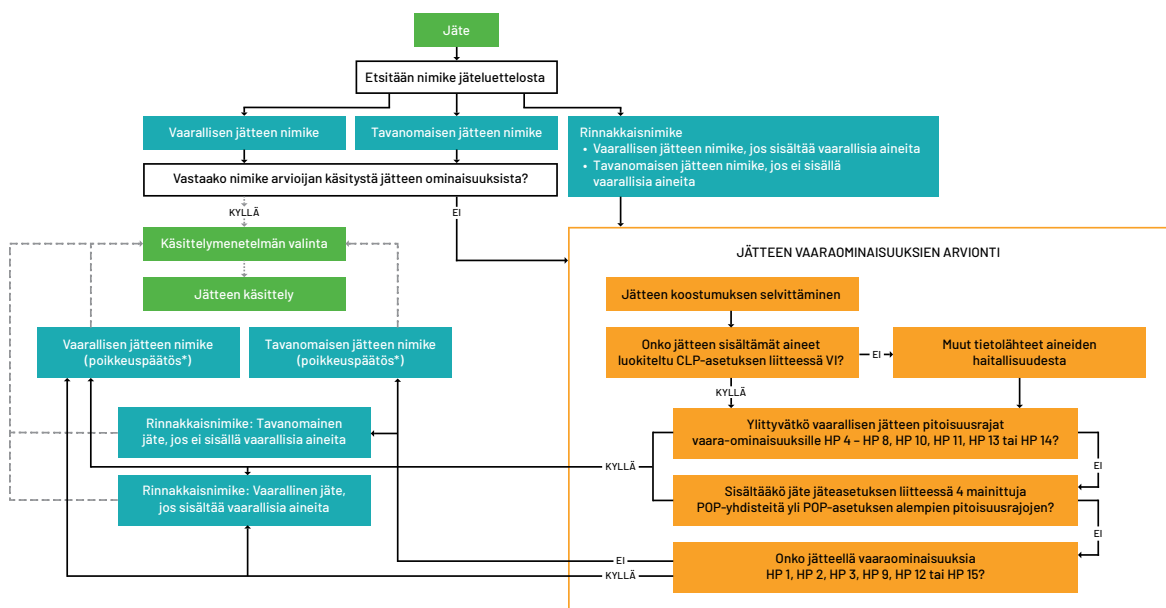 Jäte
Etsitään nimike jäteluettelosta
Vaarallisen jätteen nimike
Tavanomaisen jätteen nimike
Rinnakkaisnimike
• Vaarallisen jätteen nimike, jos sisältää vaarallisia aineita
• Tavanomaisen jätteen nimike, jos ei sisällä
vaarallisia aineita
Vastaako nimike arvioijan käsitystä jätteen ominaisuuksista?
KYLLÄ
EI
Käsittelymenetelmän valinta
Jätteen käsittely
JÄTTEEN VAARAOMINAISUUKSIEN ARVIONTI
Jätteen koostumuksen selvittäminen
Vaarallisen jätteen nimike
(poikkeuspäätös*)
Tavanomaisen jätteen nimike
(poikkeuspäätös*)
Onko jätteen sisältämät aineet
luokiteltu CLP-asetuksen liitteessä VI?
EI
Muut tietolähteet aineiden
haitallisuudesta
KYLLÄ
Rinnakkaisnimike: Tavanomainen
jäte, jos ei sisällä vaarallisia aineita
Ylittyvätkö vaarallisen jätteen pitoisuusrajat
vaara-ominaisuuksille HP 4 – HP 8, HP 10, HP 11, HP 13 tai HP 14?
KYLLÄ
EI
Rinnakkaisnimike: Vaarallinen jäte,
jos sisältää vaarallisia aineita
Sisältääkö jäte jäteasetuksen liitteessä 4 mainittuja
POP-yhdisteitä yli POP-asetuksen alempien pitoisuusrajojen?
EI
EI
KYLLÄ
Onko jätteellä vaaraominaisuuksia
HP 1, HP 2, HP 3, HP 9, HP 12 tai HP 15?